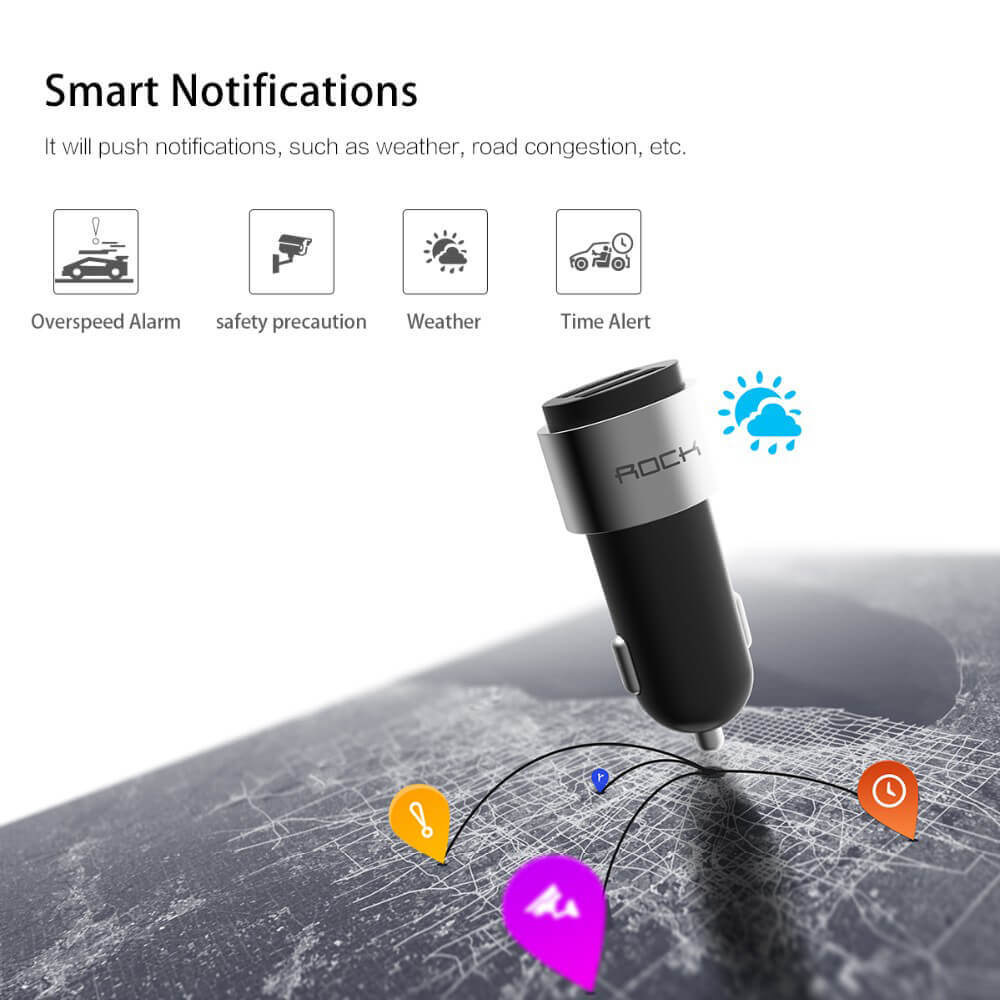 Smart Notifications
It will push notifications, such as weather, road congestion, etc.
Overspeed Alarm safety precaution Weather Time Alert
ROCK